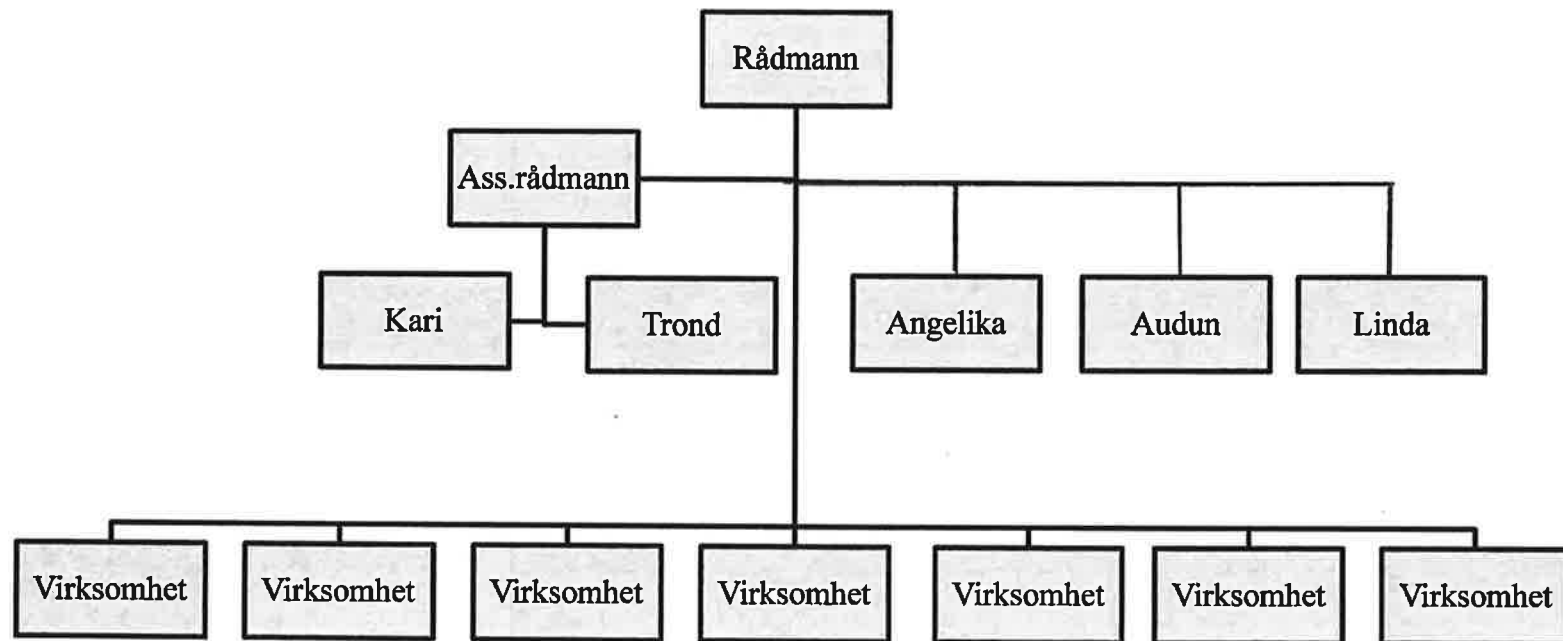 Rådmann
Ass.rådmann
Kari
Trond
Angelika
Audun
Linda
Virksomhet
Virksomhet
Virksomhet
Virksomhet
Virksomhet
Virksomhet
Virksomhet